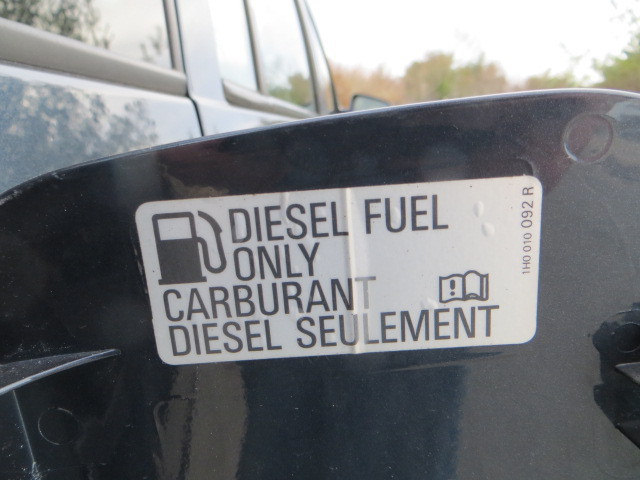 DIESEL FUEL
ONLY
CARBURANT
DIESEL SEULEMENT
1H0 010 092 R